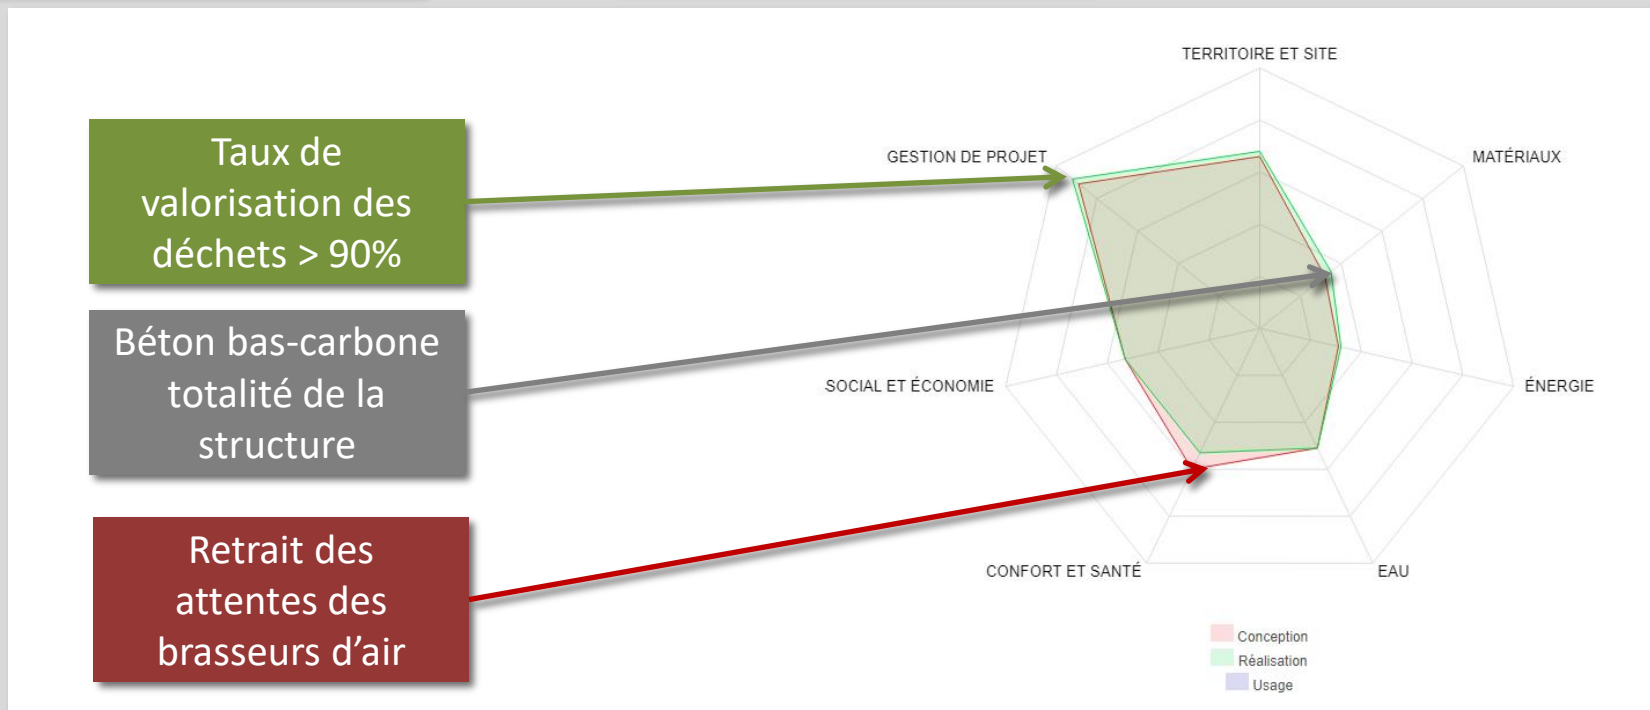 Taux de
valorisation des
déchets > 90%
Béton bas-carbone
totalité de la
structure
Retrait des
attentes des
brasseurs d’air
TERRITOIRE ET SITE
GESTION DE PROJET
MATÉRIAUX
SOCIAL ET ÉCONOMIE
ÉNERGIE
CONFORT ET SANTÉ
EAU
Conception
Réalisation
Usage